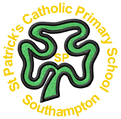 St Patrick's Catholic Primary School
SP
Southampton